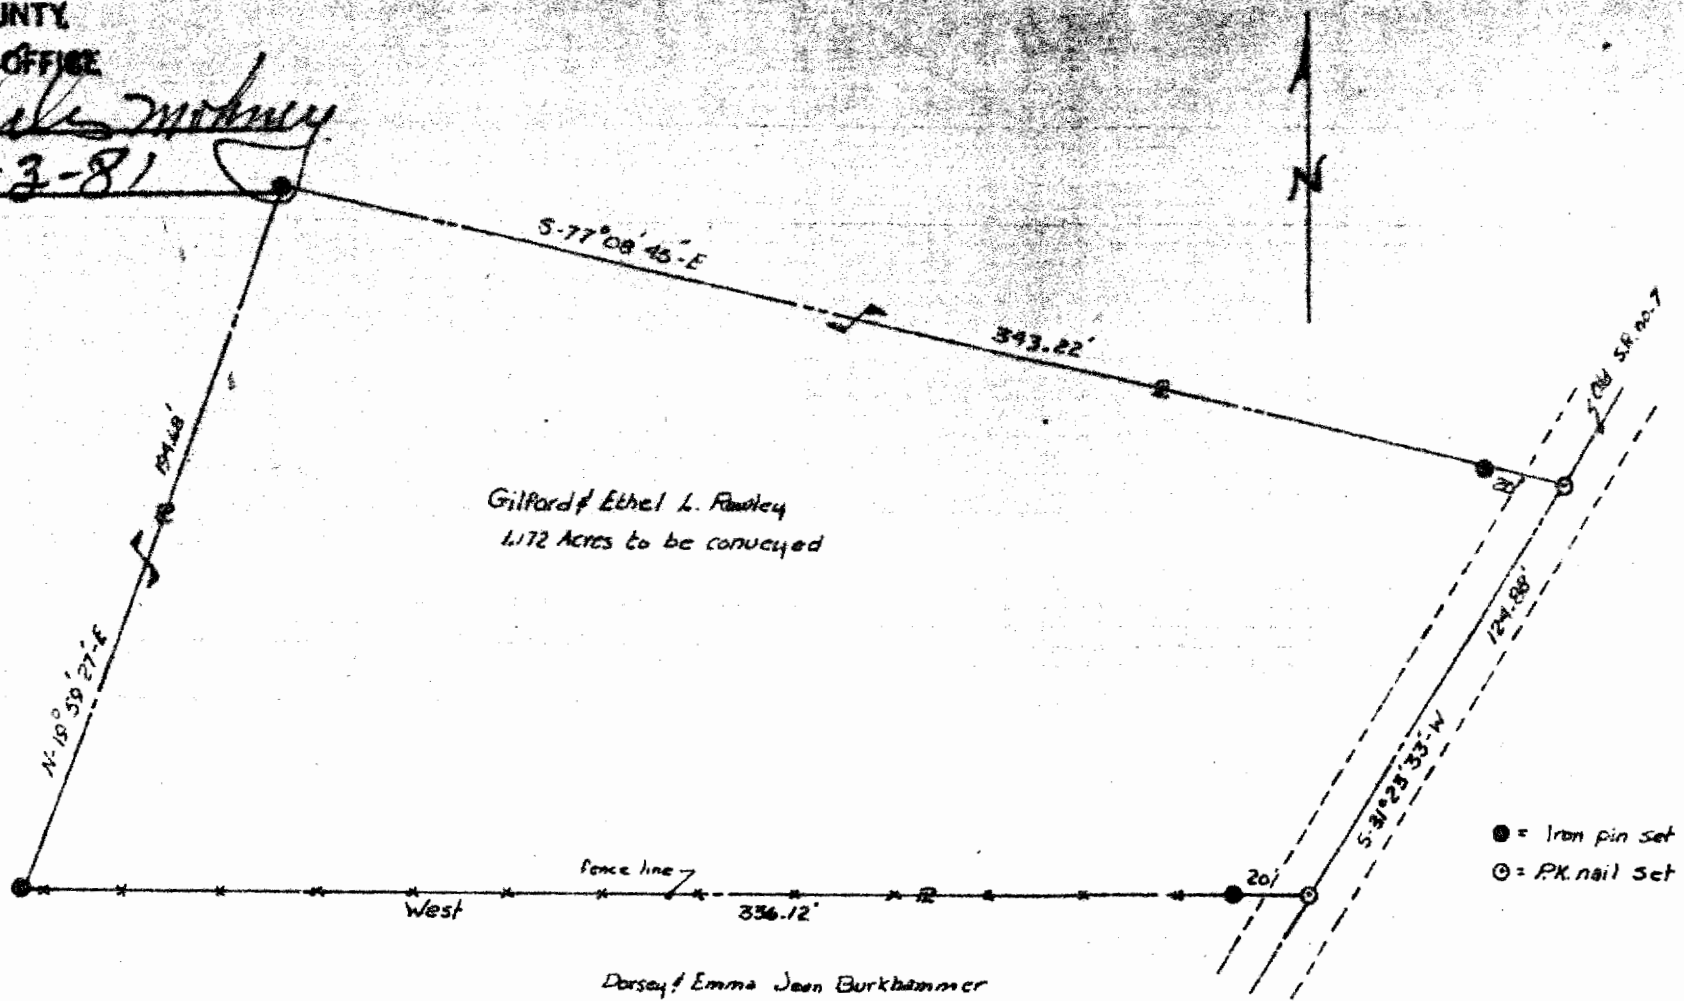 UNTY
OFFICE
3-81
N
S-77°08'45"-E
343.22'
Old S.R. no. 7
194.68'
Gilford & Ethel L. Rowley
1.172 Acres to be conveyed
N-19°59'27"-E
124.88'
S-31°23'33"-W
● = Iron pin set
⊙ = P.K. nail set
fence line
20'
West
336.12'
Dorsey & Emma Jean Burkhammer